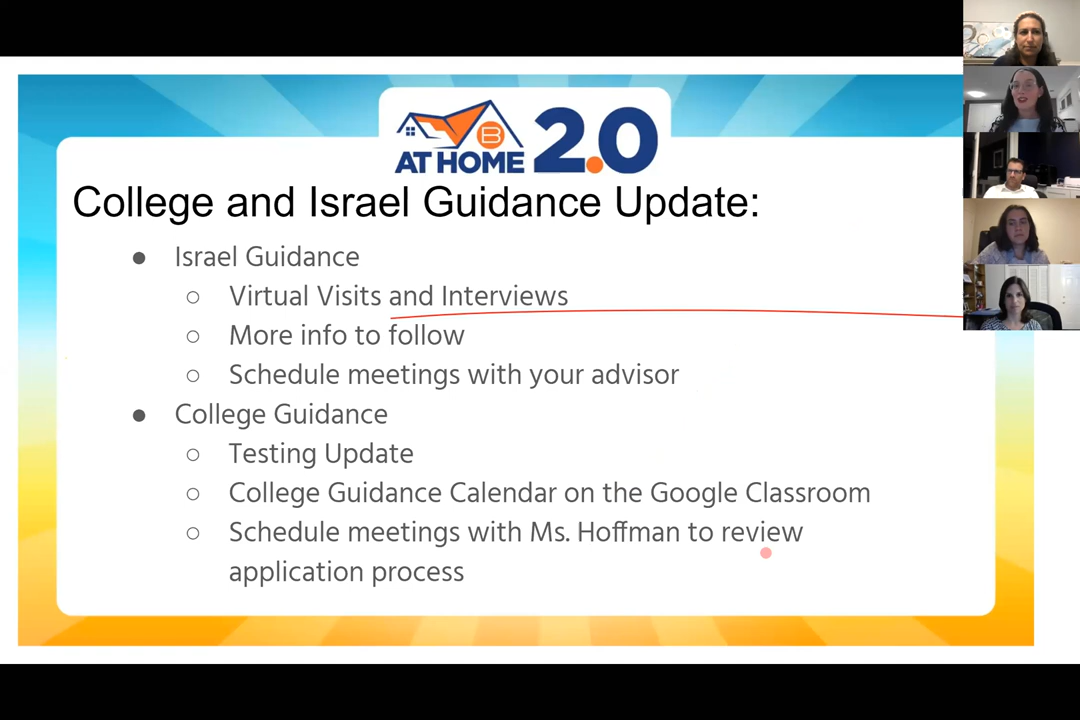 B
AT HOME 2.0
College and Israel Guidance Update:
● Israel Guidance
○ Virtual Visits and Interviews
○ More info to follow
○ Schedule meetings with your advisor
● College Guidance
○ Testing Update
○ College Guidance Calendar on the Google Classroom
○ Schedule meetings with Ms. Hoffman to review
application process